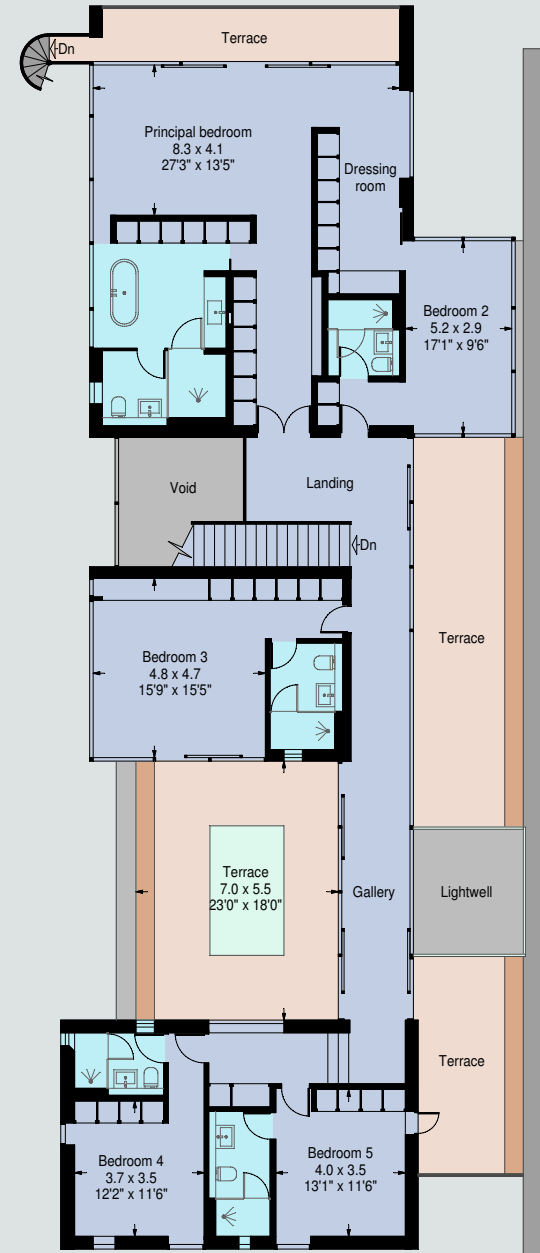 Terrace
Dn
Principal bedroom
8.3 x 4.1
27'3" x 13'5"
Dressing
room
Bedroom 2
5.2 x 2.9
17'1" x 9'6"
Void
Landing
Dn
Bedroom 3
4.8 x 4.7
15'9" x 15'5"
Terrace
Terrace
7.0 x 5.5
23'0" x 18'0"
Gallery
Lightwell
Terrace
Bedroom 4
3.7 x 3.5
12'2" x 11'6"
Bedroom 5
4.0 x 3.5
13'1" x 11'6"